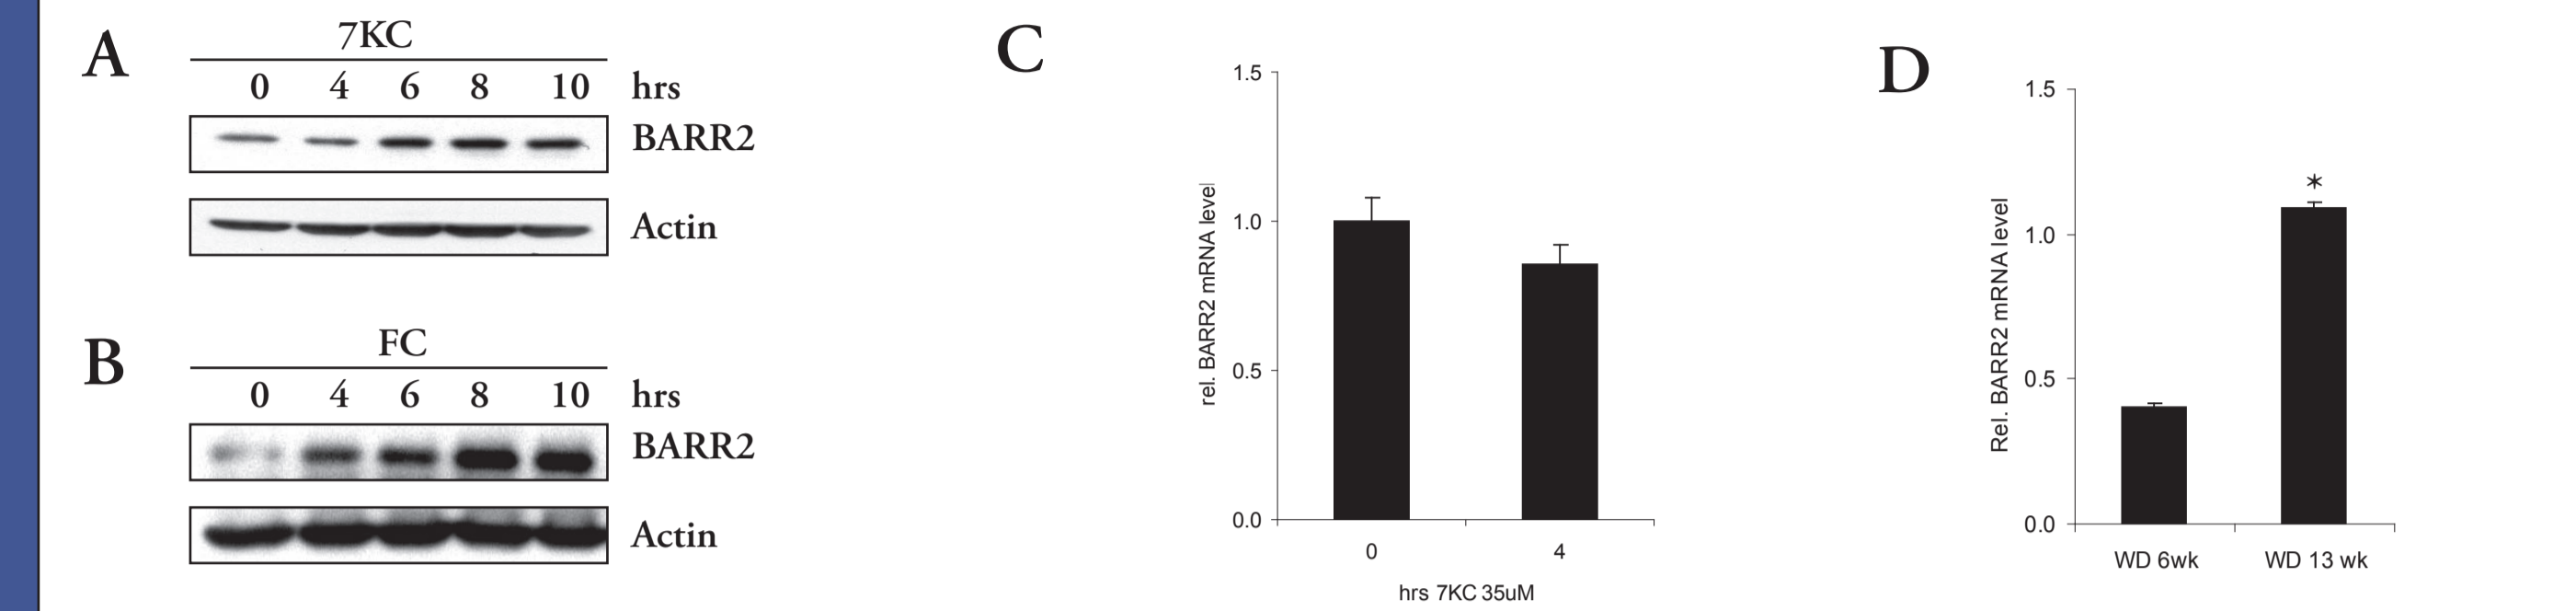 A
7KC
0 4 6 8 10 hrs
BARR2
Actin
B
FC
0 4 6 8 10 hrs
BARR2
Actin
C
rel. BARR2 mRNA level
1.5
1.0
0.5
0.0
0 4
hrs 7KC 35uM
D
Rel. BARR2 mRNA level
1.5
1.0
0.5
0.0
*
WD 6wk WD 13 wk